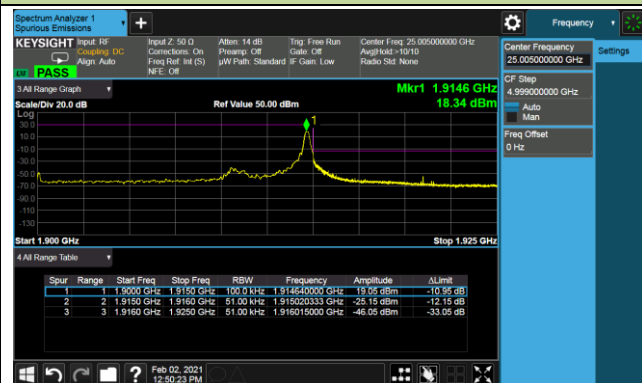 Spectrum Analyzer 1
Spurious Emissions
+
Frequency
KEYSIGHT
Input: RF
Coupling: DC
Align: Auto
Input Z: 50 Ω
Corrections: On
Freq Ref: Int (S)
NFE: Off
Atten: 14 dB
Preamp: Off
µW Path: Standard
Trig: Free Run
Gate: Off
IF Gain: Low
Center Freq: 25.005000000 GHz
Avg|Hold:>10/10
Radio Std: None
PASS
3 All Range Graph
Mkr1 1.9146 GHz
18.34 dBm
Scale/Div 20.0 dB
Ref Value 50.00 dBm
Log
30.0
10.0
-10.0
-30.0
-50.0
-70.0
-90.0
-110
-130
1
Start 1.900 GHz
Stop 1.925 GHz
4 All Range Table
Spur Range Start Freq Stop Freq RBW Frequency Amplitude ΔLimit
1 1 1.9000 GHz 1.9150 GHz 100.0 kHz 1.914640000 GHz 19.05 dBm -10.95 dB
2 2 1.9150 GHz 1.9160 GHz 51.00 kHz 1.915020333 GHz -25.15 dBm -12.15 dB
3 3 1.9160 GHz 1.9250 GHz 51.00 kHz 1.916015000 GHz -46.05 dBm -33.05 dB
Center Frequency
25.005000000 GHz
Settings
CF Step
4.999000000 GHz
Auto
Man
Freq Offset
0 Hz
?
Feb 02, 2021
12:50:23 PM